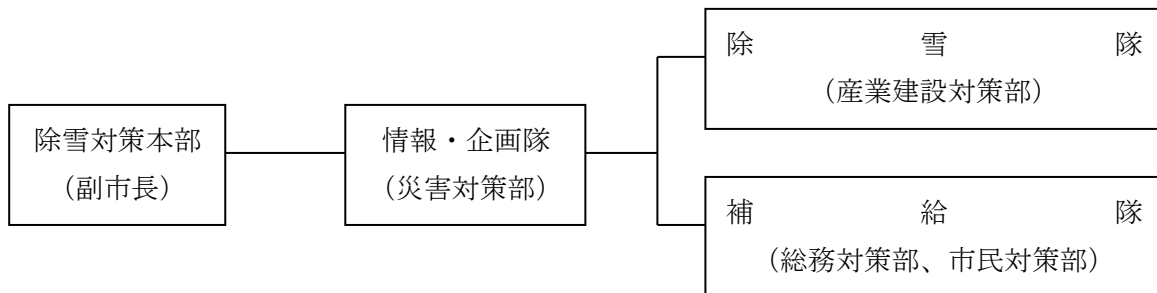 除雪対策本部
（副市長）
情報・企画隊
（災害対策部）
除雪隊
（産業建設対策部）
補給隊
（総務対策部、市民対策部）